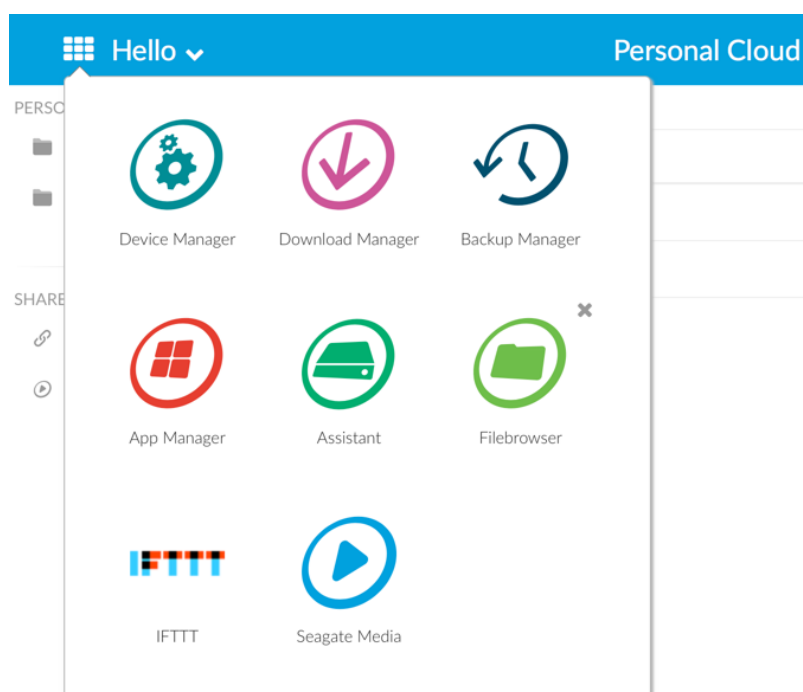 Hello
Personal Cloud
PERSO
Device Manager
Download Manager
Backup Manager
App Manager
Assistant
Filebrowser
SHARE
IFTTT
IFTTT
Seagate Media